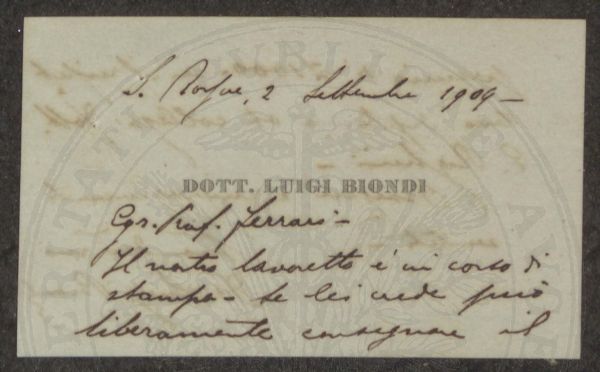 S. 2 Settembre 1909 -
DOTT. LUIGI BIONDI
Egr. Prof. Ferrari -
Il nostro lavoretto è in corso di
stampa - Se lei crede può
liberamente consegnare il